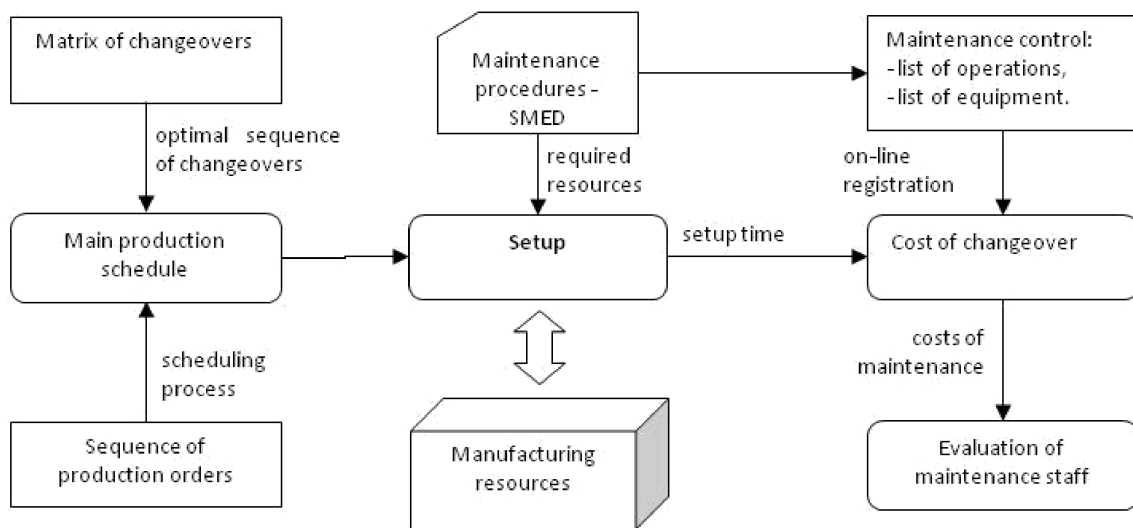 Matrix of changeovers
optimal sequence
of changeovers
Main production
schedule
scheduling
process
Sequence of
production orders
Maintenance
procedures -
SMED
required
resources
Setup
Manufacturing
resources
setup time
Maintenance control:
-list of operations,
-list of equipment.
on-line
registration
Cost of changeover
costs of
maintenance
Evaluation of
maintenance staff